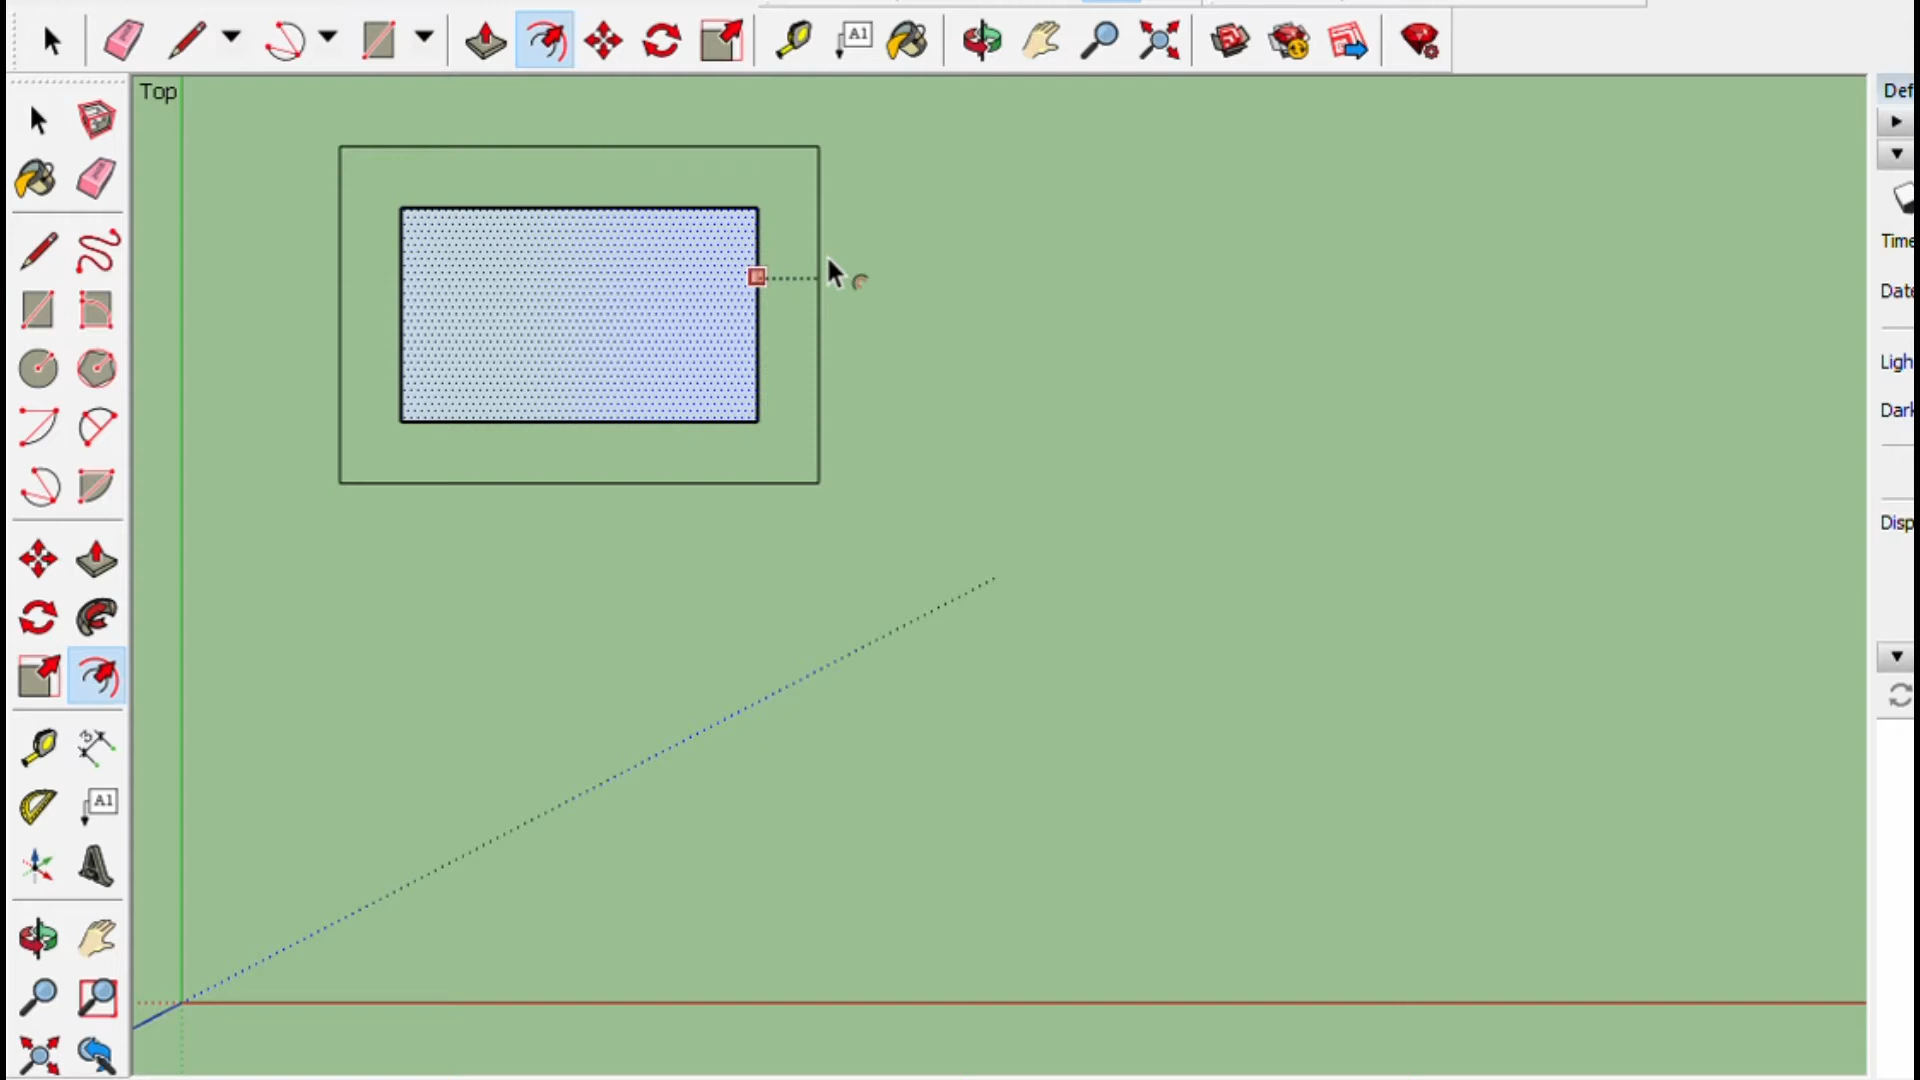 A1
Top
Def
Time
Date
Ligh
Dark
Disp
A1